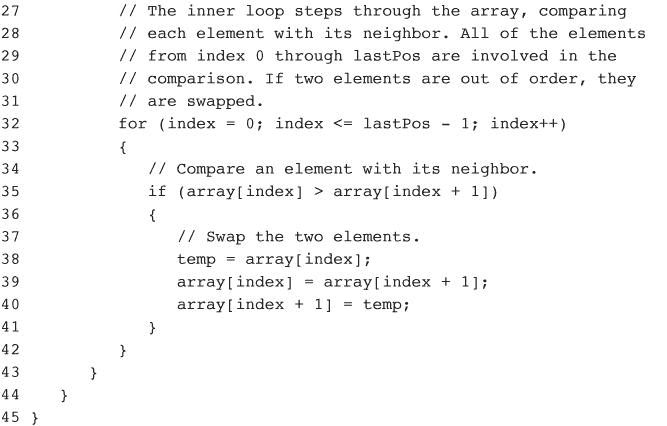 27 // The inner loop steps through the array, comparing
28 // each element with its neighbor. All of the elements
29 // from index 0 through lastPos are involved in the
30 // comparison. If two elements are out of order, they
31 // are swapped.
32 for (index = 0; index <= lastPos - 1; index++)
33 {
34 // Compare an element with its neighbor.
35 if (array[index] > array[index + 1])
36 {
37 // Swap the two elements.
38 temp = array[index];
39 array[index] = array[index + 1];
40 array[index + 1] = temp;
41 }
42 }
43 }
44 }
45 }